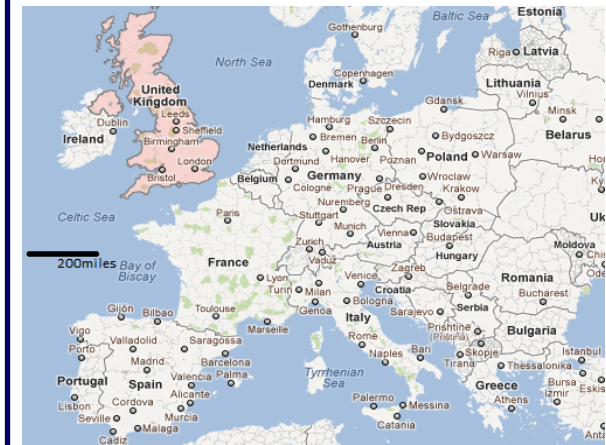 Estonia
Baltic Sea
Gothenburg
Riga
Latvia
North Sea
Copenhagen
Denmark
Lithuania
Vilnius
United
Kingdom
Leeds
Sheffield
Dublin
Ireland
Birmingham
London
Bristol
Gdansk
Minsk
Belarus
Hamburg
Szczecin
Bremen
Bydgoszcz
Netherlands
Hanover
Berlin
Poznan
Poland
Warsaw
Dortmund
Germany
Belgium
Cologne
Prague
Dresden
Wroclaw
Krakow
Nuremberg
Czech Rep
Ostrava
Celtic Sea
Paris
Stuttgart
Munich
Vienna
Slovakia
Budapest
Austria
Hungary
Zurich
Vaduz
Moldova
200miles
Bay of
Biscay
France
Lyon
Turin
Milan
Venice
Zagreb
Croatia
Romania
Belgrade
Bucharest
Genoa
Bologna
Sarajevo
Serbia
Gijón
Bilbao
Toulouse
Marseille
Italy
Prishtine
(Priština)
Bulgaria
Vigo
Porto
Valladolid
Saragossa
Rome
Skopje
Istanbul
Barcelona
Naples
Bari
Tirana
Thessaloniki
Madrid
Palma
Tyrrhenian
Sea
Bursa
Portugal
Spain
Valencia
Greece
Izmir
Lisbon
Alicante
Cordova
Murcia
Palermo
Messina
Athens
Seville
Malaga
Catania
Cadiz